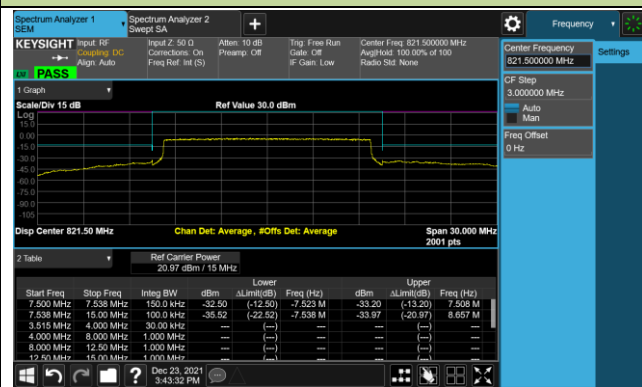 Spectrum Analyzer 1
SEM
Spectrum Analyzer 2
Swept SA
+
Frequency
KEYSIGHT
Input: RF
Coupling: DC
Align: Auto
Input Z: 50 Ω
Corrections: On
Freq Ref: Int (S)
Atten: 10 dB
Preamp: Off
Trig: Free Run
Gate: Off
IF Gain: Low
Center Freq: 821.500000 MHz
Avg|Hold: 100.00% of 100
Radio Std: None
PASS
Center Frequency
821.500000 MHz
Settings
CF Step
3.000000 MHz
Auto
Man
Freq Offset
0 Hz
1 Graph
Scale/Div 15 dB
Ref Value 30.0 dBm
Log
15.0
0.00
-15.0
-30.0
-45.0
-60.0
-75.0
-90.0
-105
Disp Center 821.50 MHz
Chan Det: Average, #Offs Det: Average
Span 30.000 MHz
2001 pts
2 Table
Ref Carrier Power
20.97 dBm / 15 MHz
Lower Upper
Start Freq Stop Freq Integ BW dBm ΔLimit(dB) Freq (Hz) dBm ΔLimit(dB) Freq (Hz)
7.500 MHz 7.538 MHz 150.0 kHz -32.50 (-12.50) -7.523 M -33.20 (-13.20) 7.508 M
7.538 MHz 15.00 MHz 100.0 kHz -35.52 (-22.52) -7.538 M -33.97 (-20.97) 8.657 M
3.515 MHz 4.000 MHz 30.00 kHz --- (---) --- --- (---) ---
4.000 MHz 8.000 MHz 1.000 MHz --- (---) --- --- (---) ---
8.000 MHz 12.50 MHz 1.000 MHz --- (---) --- --- (---) ---
12.50 MHz 15.00 MHz 1.000 MHz --- (---) --- --- (---) ---
?
Dec 23, 2021
3:43:32 PM